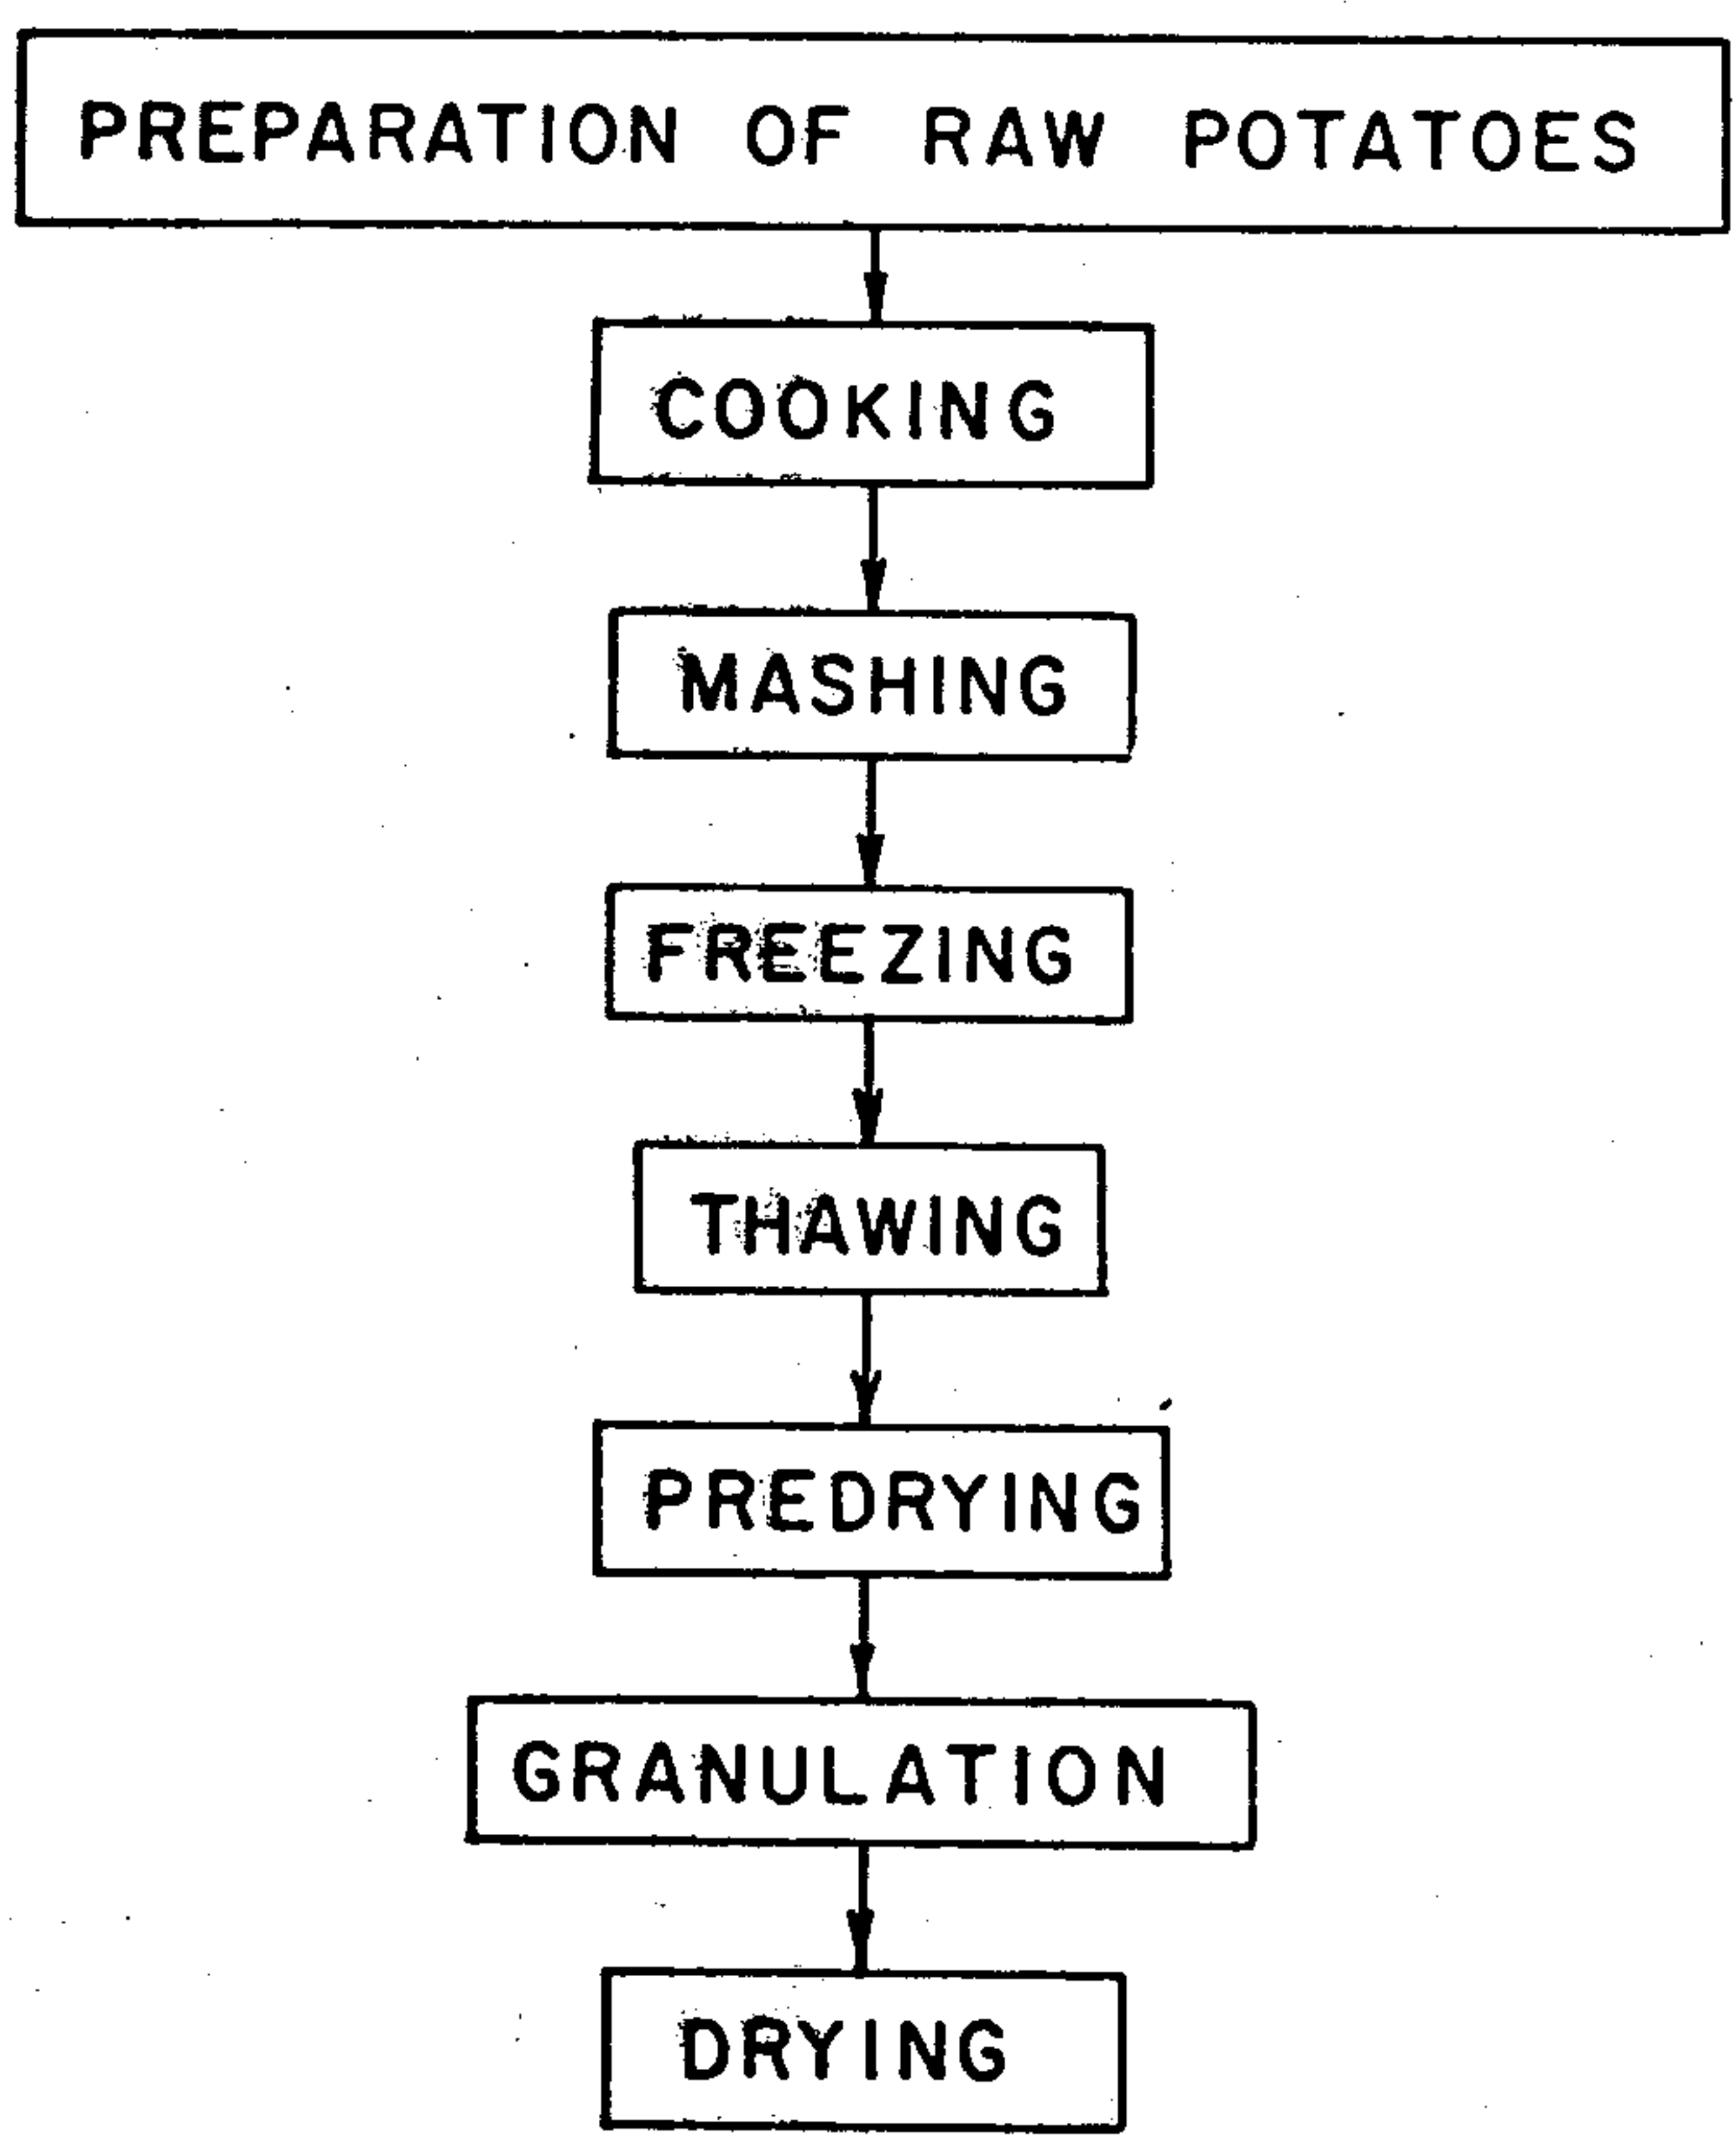 PREPARATION OF RAW POTATOES
COOKING
MASHING
FREEZING
THAWING
PREDRYING
GRANULATION
DRYING